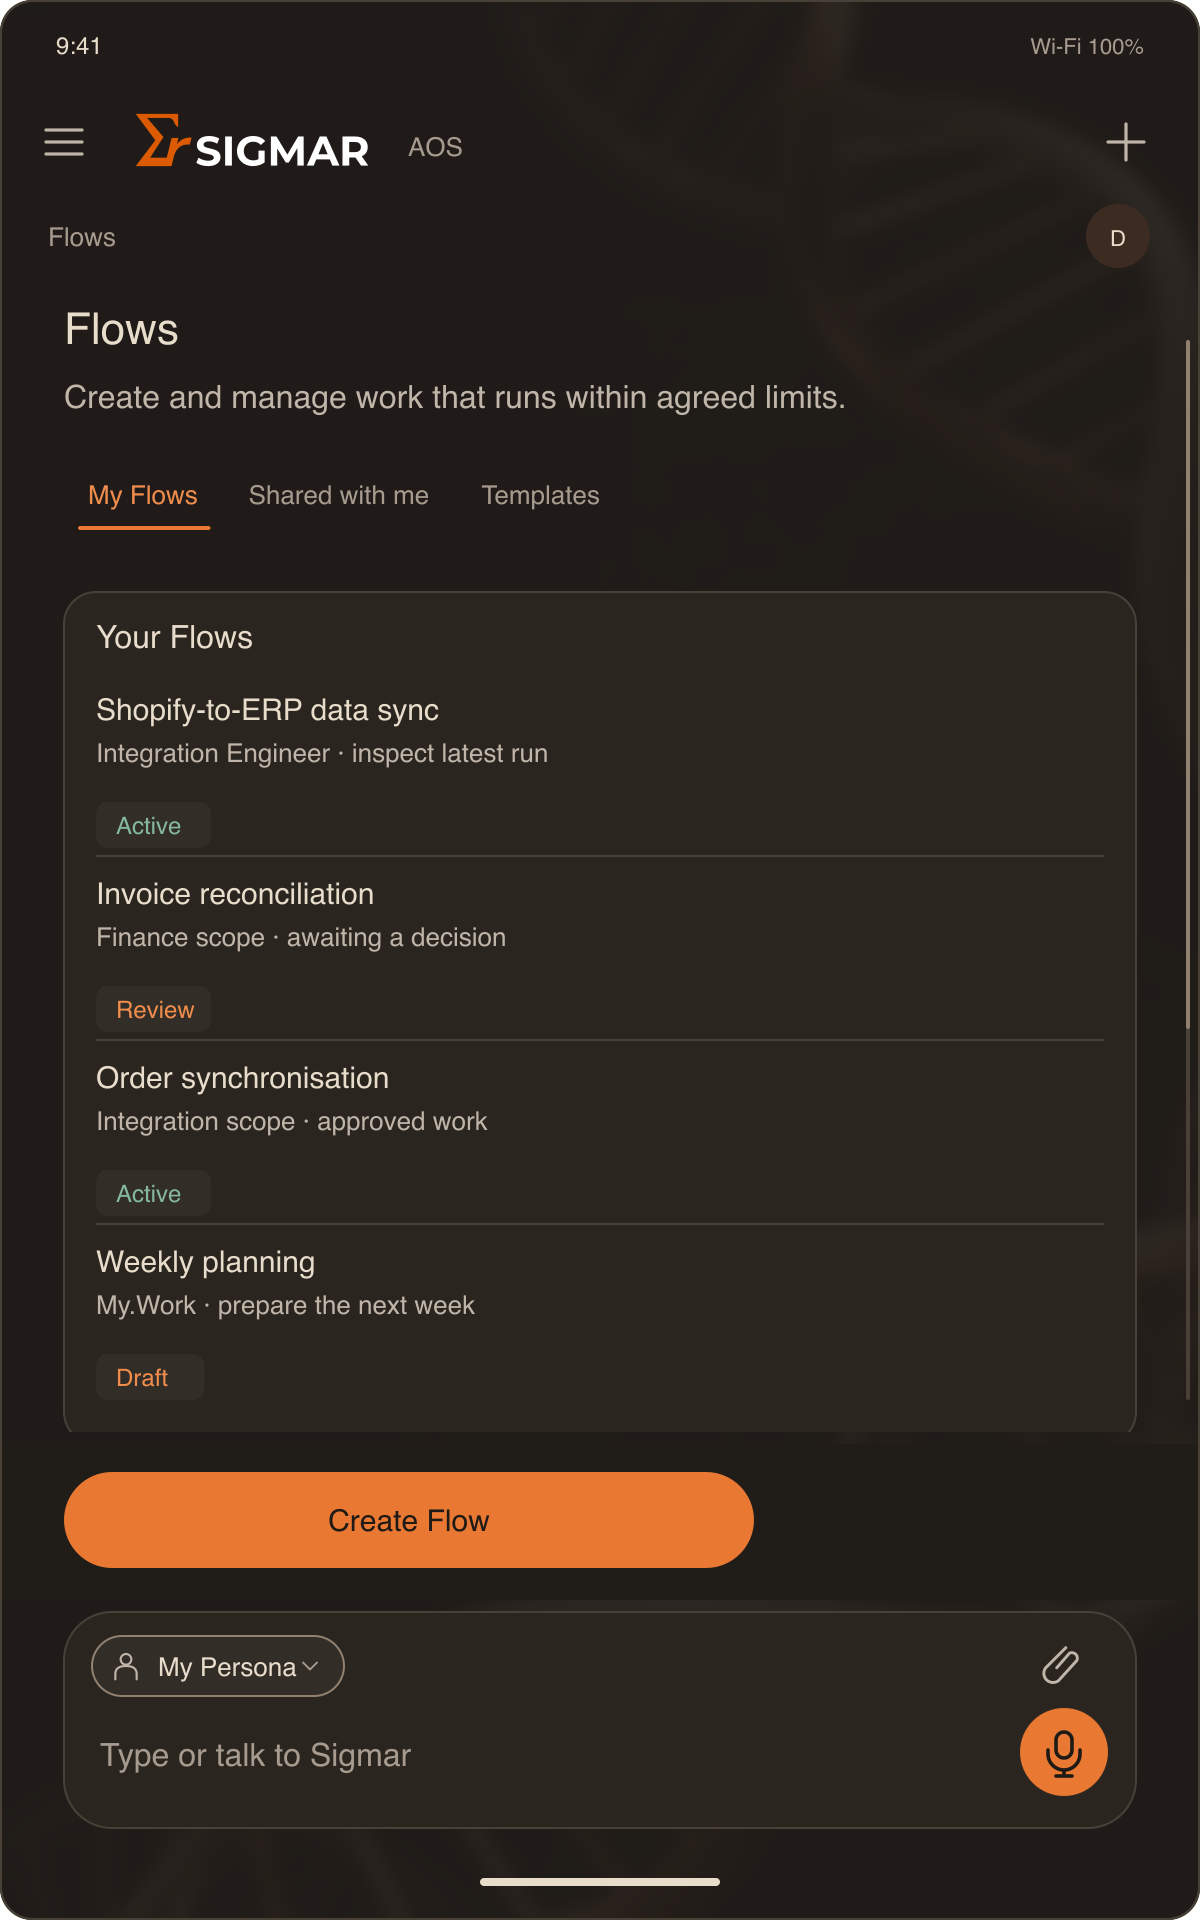 9:41
Wi-Fi 100%
Σr SIGMAR AOS
Flows
D
Flows
Create and manage work that runs within agreed limits.
My Flows
Shared with me
Templates
Your Flows
Shopify-to-ERP data sync
Integration Engineer · inspect latest run
Active
Invoice reconciliation
Finance scope · awaiting a decision
Review
Order synchronisation
Integration scope · approved work
Active
Weekly planning
My.Work · prepare the next week
Draft
Create Flow
My Persona
Type or talk to Sigmar